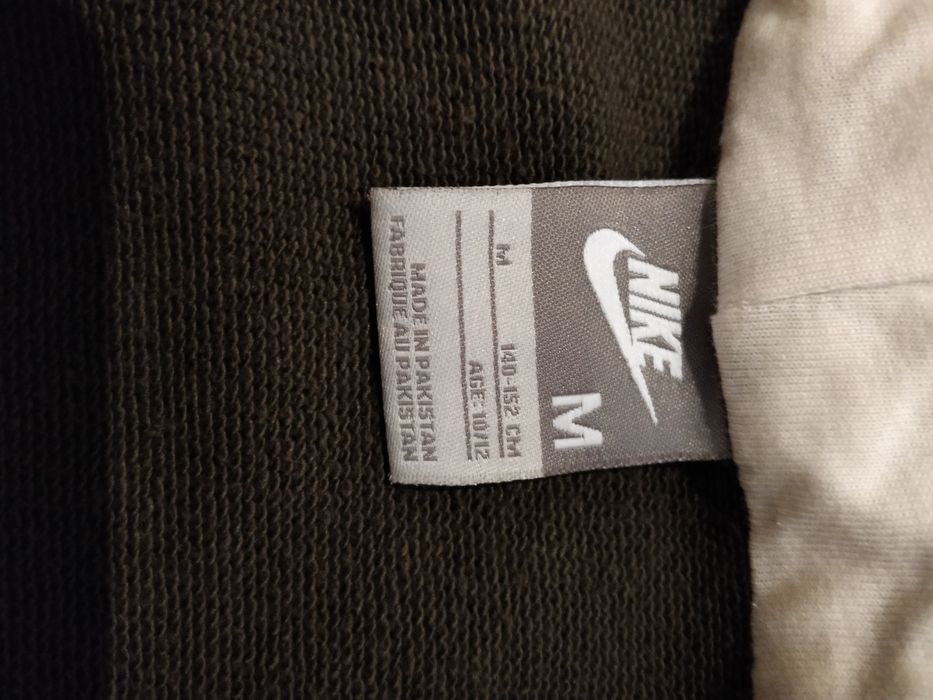 NIKE
M
M 140-152 CM
AGE: 10/12
MADE IN PAKISTAN
FABRIQUE AU PAKISTAN